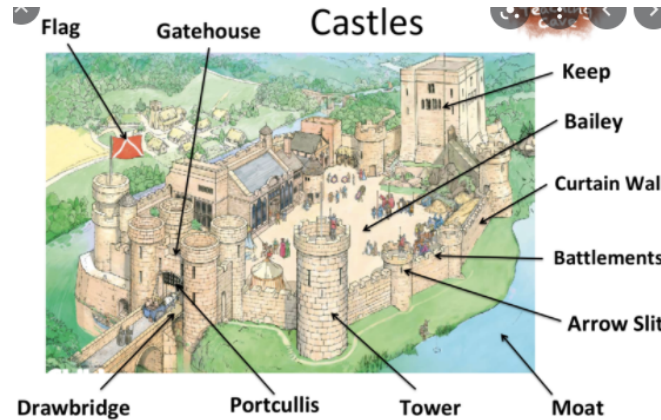 Castles
Flag
Gatehouse
Keep
Bailey
Curtain Wal
Battlements
Arrow Slit
Drawbridge
Portcullis
Tower
Moat